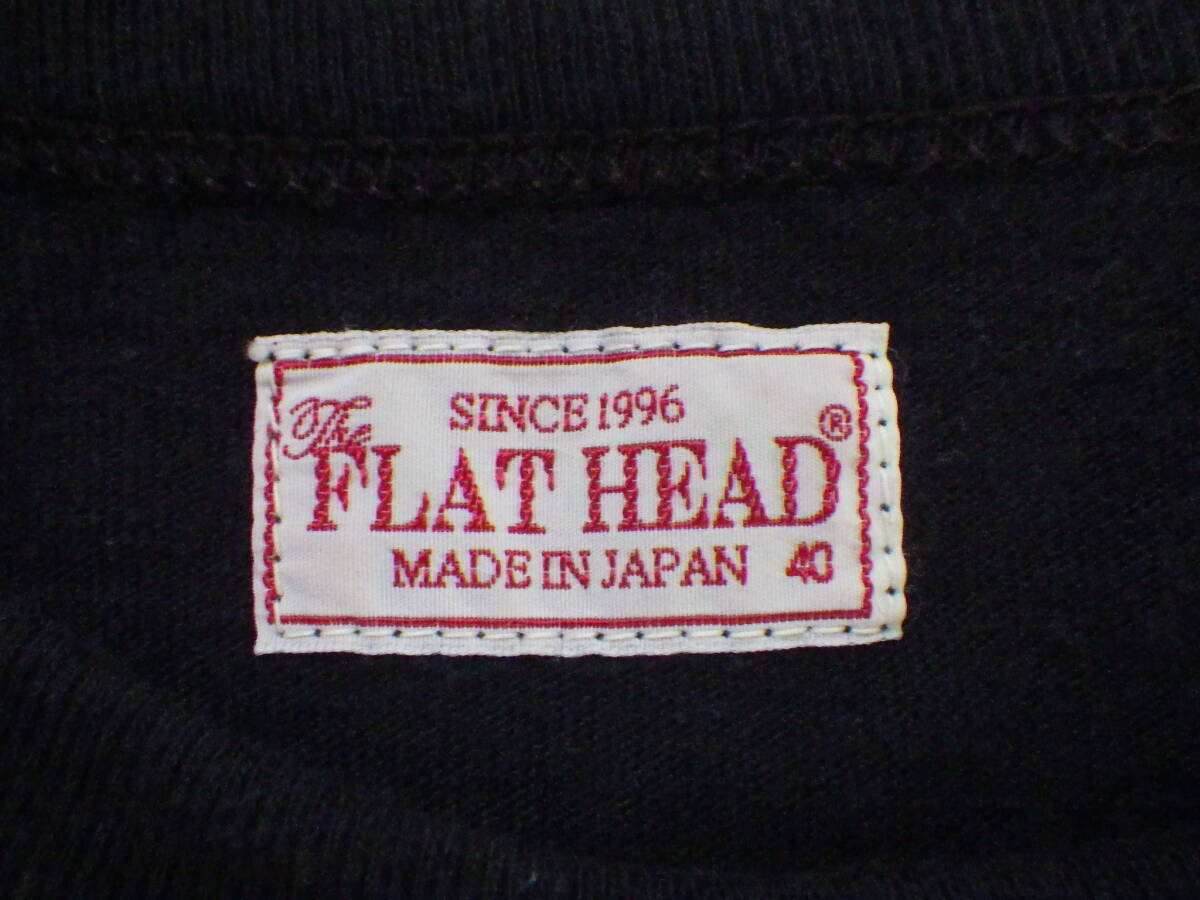 SINCE 1996
The
FLAT HEAD®
MADE IN JAPAN 40